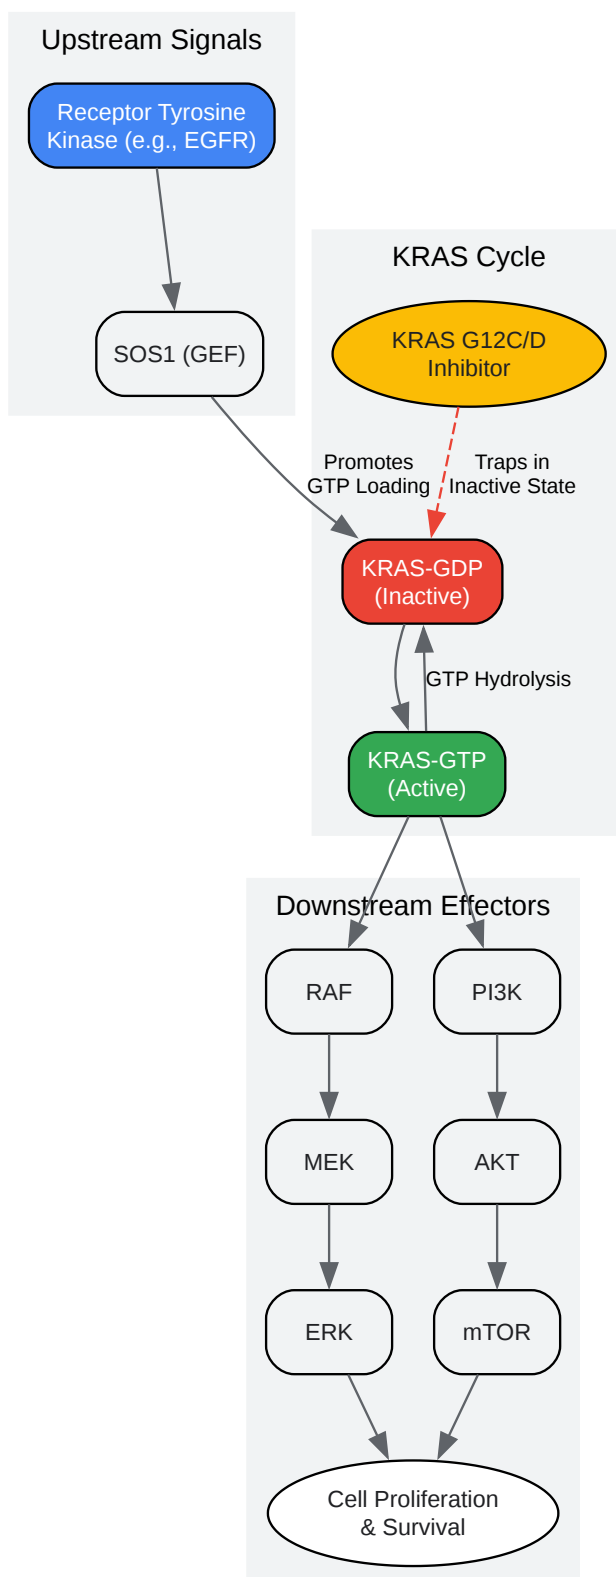 Upstream Signals
Receptor Tyrosine
Kinase (e.g., EGFR)
SOS1 (GEF)
KRAS Cycle
KRAS G12C/D
Inhibitor
Promotes
GTP Loading
Traps in
Inactive State
KRAS-GDP
(Inactive)
GTP Hydrolysis
KRAS-GTP
(Active)
Downstream Effectors
RAF
PI3K
MEK
AKT
ERK
mTOR
Cell Proliferation
& Survival